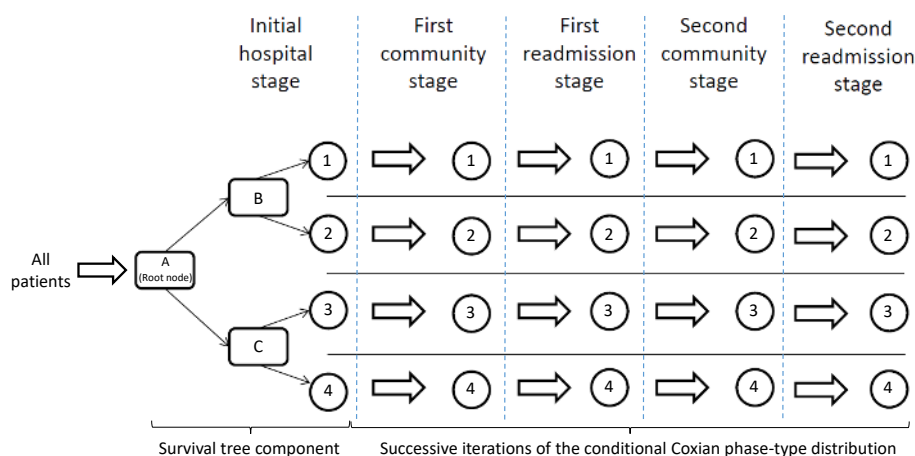 Initial
hospital
stage
First
community
stage
First
readmission
stage
Second
community
stage
Second
readmission
stage
1
1
1
1
1
B
2
2
2
2
2
All
patients
A
(Root node)
3
3
3
3
3
C
4
4
4
4
4
Survival tree component
Successive iterations of the conditional Coxian phase-type distribution